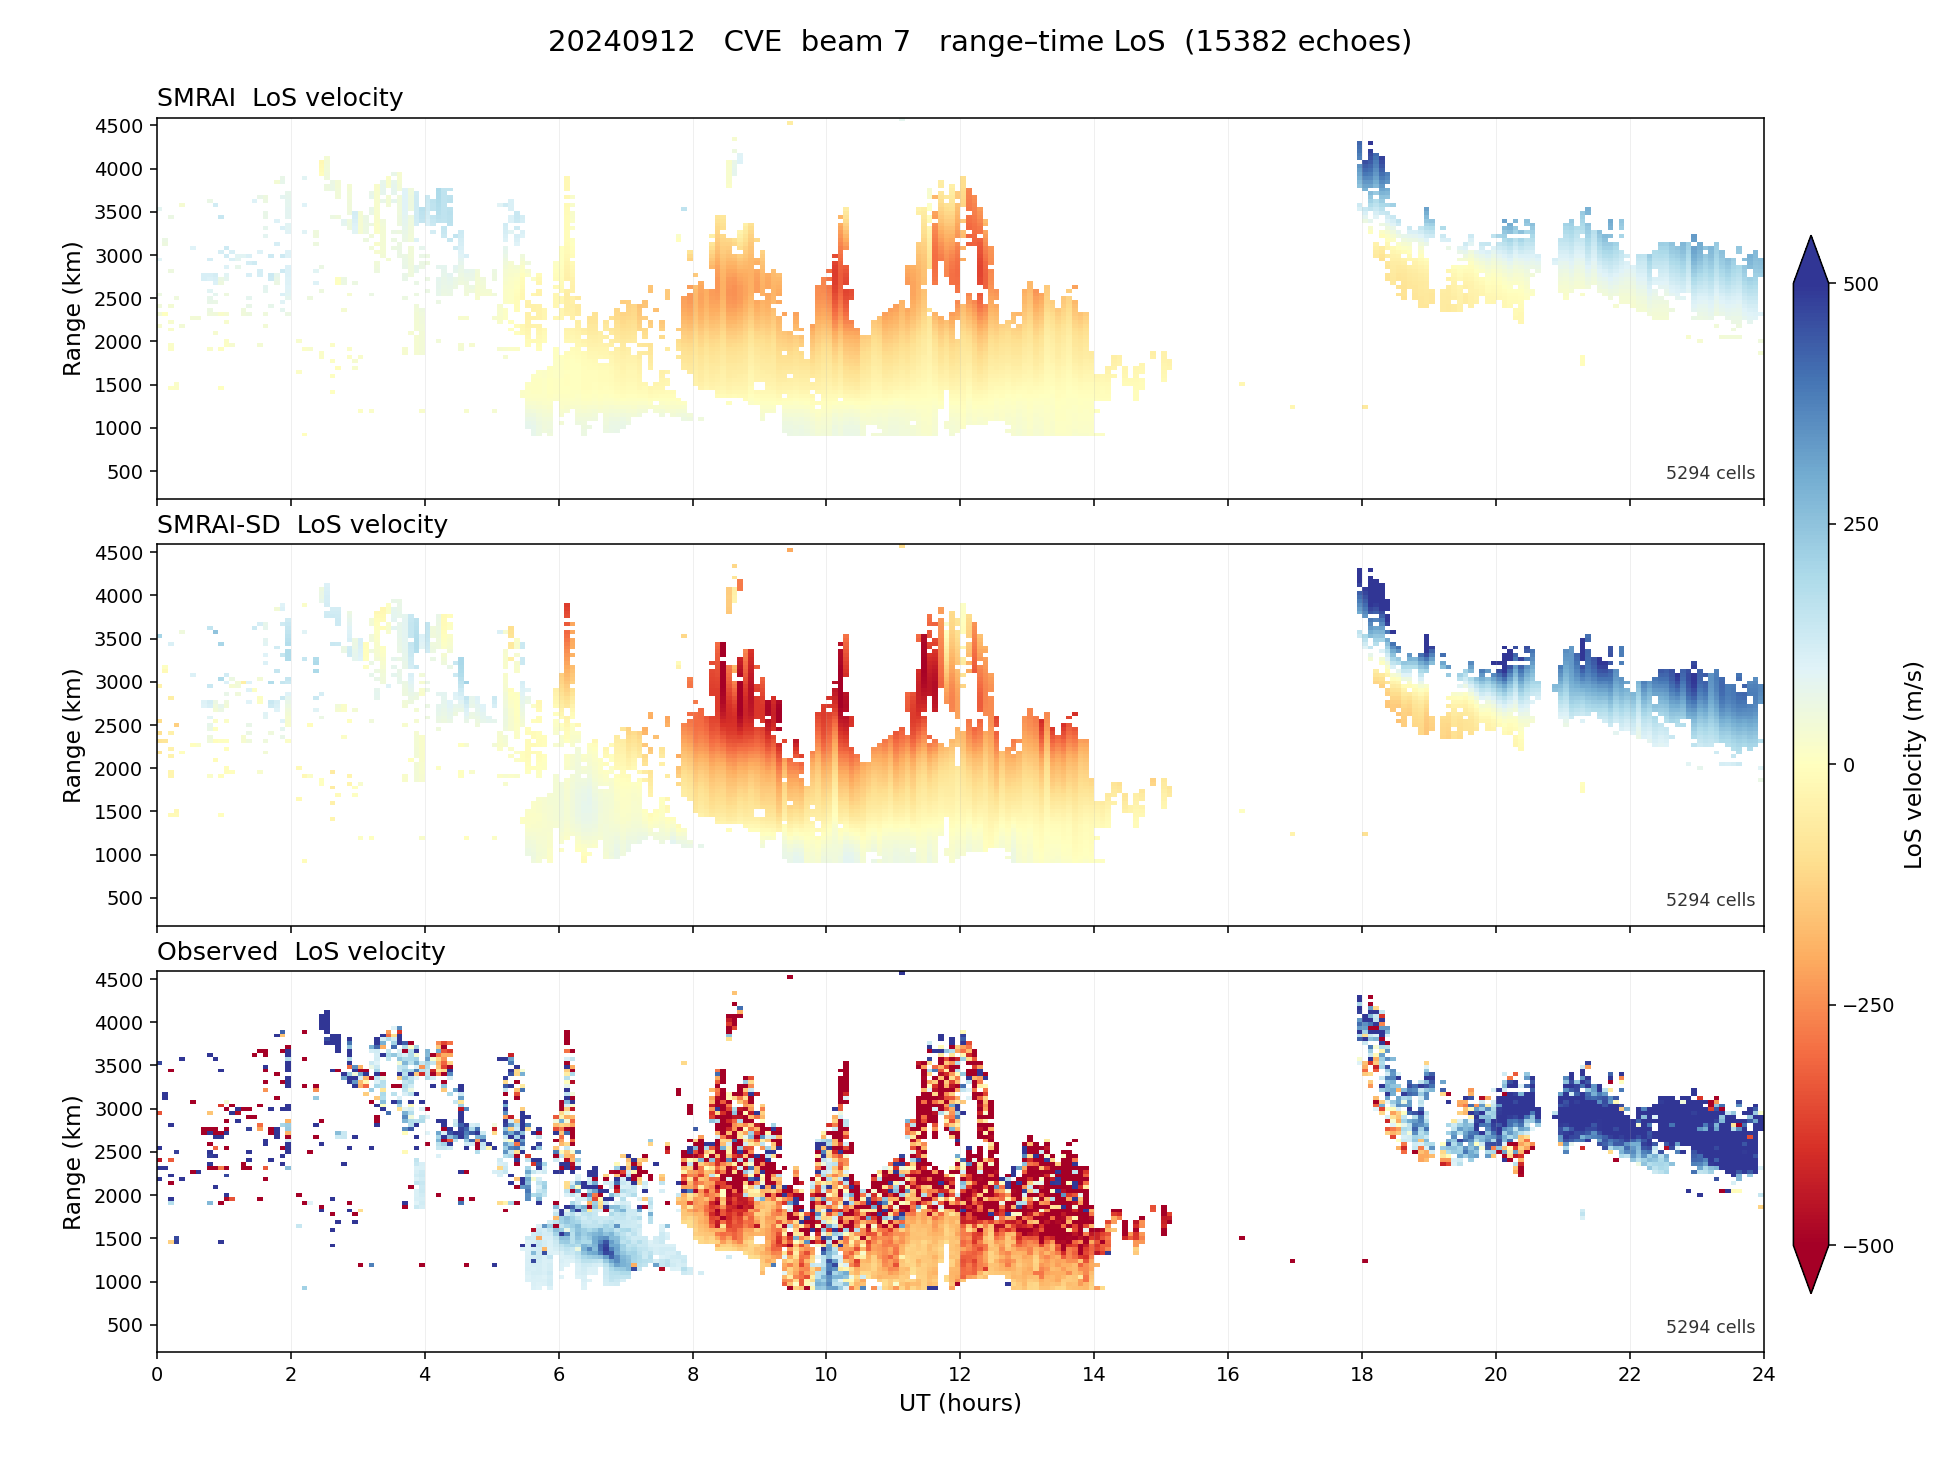 20240912 CVE beam 7 range–time LoS (15382 echoes)
SMRAI LoS velocity
4500
4000
3500
3000
2500
2000
1500
1000
500
Range (km)
5294 cells
SMRAI-SD LoS velocity
4500
4000
3500
3000
2500
2000
1500
1000
500
Range (km)
5294 cells
Observed LoS velocity
4500
4000
3500
3000
2500
2000
1500
1000
500
Range (km)
5294 cells
0 2 4 6 8 10 12 14 16 18 20 22 24
UT (hours)
500
250
0
−250
−500
LoS velocity (m/s)